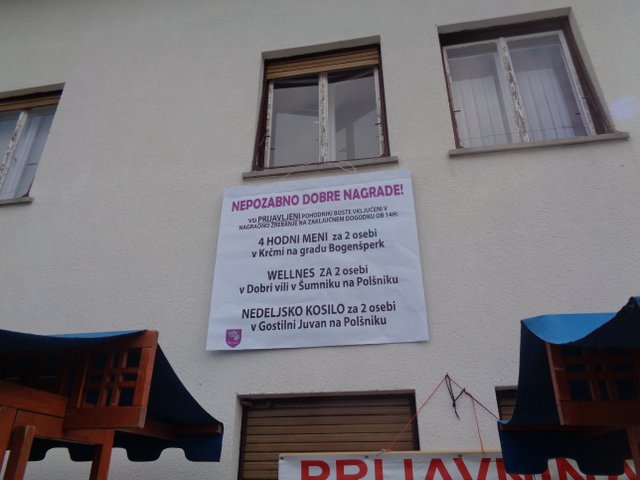 NEPOZABNO DOBRE NAGRADE!
VSI PRIJAVLJENI POHODNIKI BOSTE VKLJUČENI V
NAGRADNO ŽREBANJE NA ZAKLJUČNEM DOGODKU OB 14H:
4 HODNI MENI za 2 osebi
v Krčmi na gradu Bogenšperk
WELLNES ZA 2 osebi
v Dobri vili v Šumniku na Polšniku
NEDELJSKO KOSILO za 2 osebi
v Gostilni Juvan na Polšniku